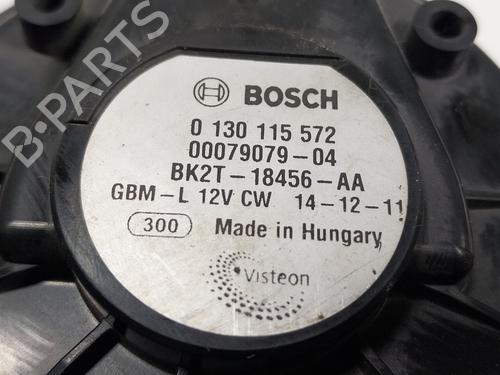 BOSCH
0 130 115 572
00079079-04
BK2T-18456-AA
GBM-L 12V CW 14-12-11
300 Made in Hungary
Visteon
B-PARTS